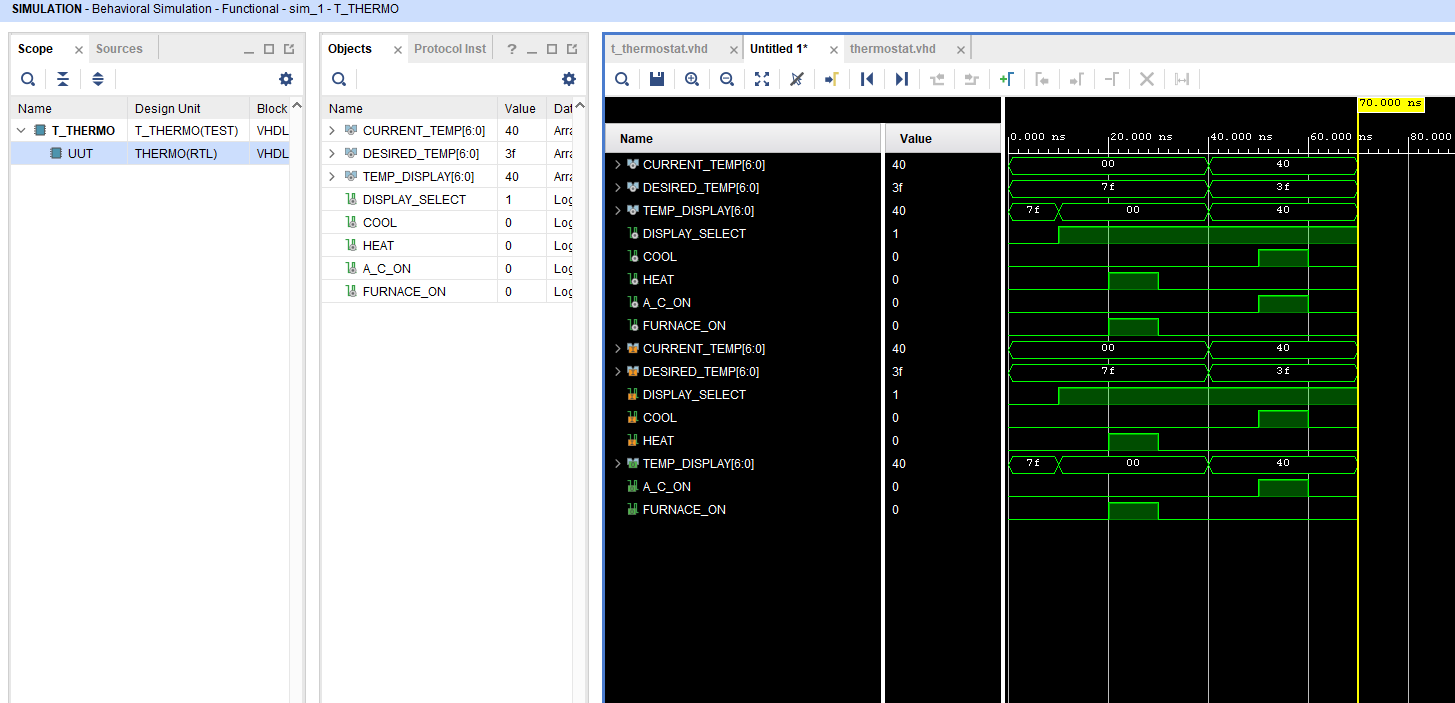 SIMULATION - Behavioral Simulation - Functional - sim_1 - T_THERMO
Scope Sources
Name Design Unit Block
T_THERMO T_THERMO(TEST) VHDL
UUT THERMO(RTL) VHDL
Objects Protocol Inst ?
Name Value Dat
CURRENT_TEMP[6:0] 40 Arra
DESIRED_TEMP[6:0] 3f Arra
TEMP_DISPLAY[6:0] 40 Arra
DISPLAY_SELECT 1 Log
COOL 0 Log
HEAT 0 Log
A_C_ON 0 Log
FURNACE_ON 0 Log
t_thermostat.vhd Untitled 1* thermostat.vhd
70.000 ns
Name Value
0.000 ns 20.000 ns 40.000 ns 60.000 ns 80.000
CURRENT_TEMP[6:0] 40 00 40
DESIRED_TEMP[6:0] 3f 7f 3f
TEMP_DISPLAY[6:0] 40 7f 00 40
DISPLAY_SELECT 1
COOL 0
HEAT 0
A_C_ON 0
FURNACE_ON 0
CURRENT_TEMP[6:0] 40 00 40
DESIRED_TEMP[6:0] 3f 7f 3f
DISPLAY_SELECT 1
COOL 0
HEAT 0
TEMP_DISPLAY[6:0] 40 7f 00 40
A_C_ON 0
FURNACE_ON 0